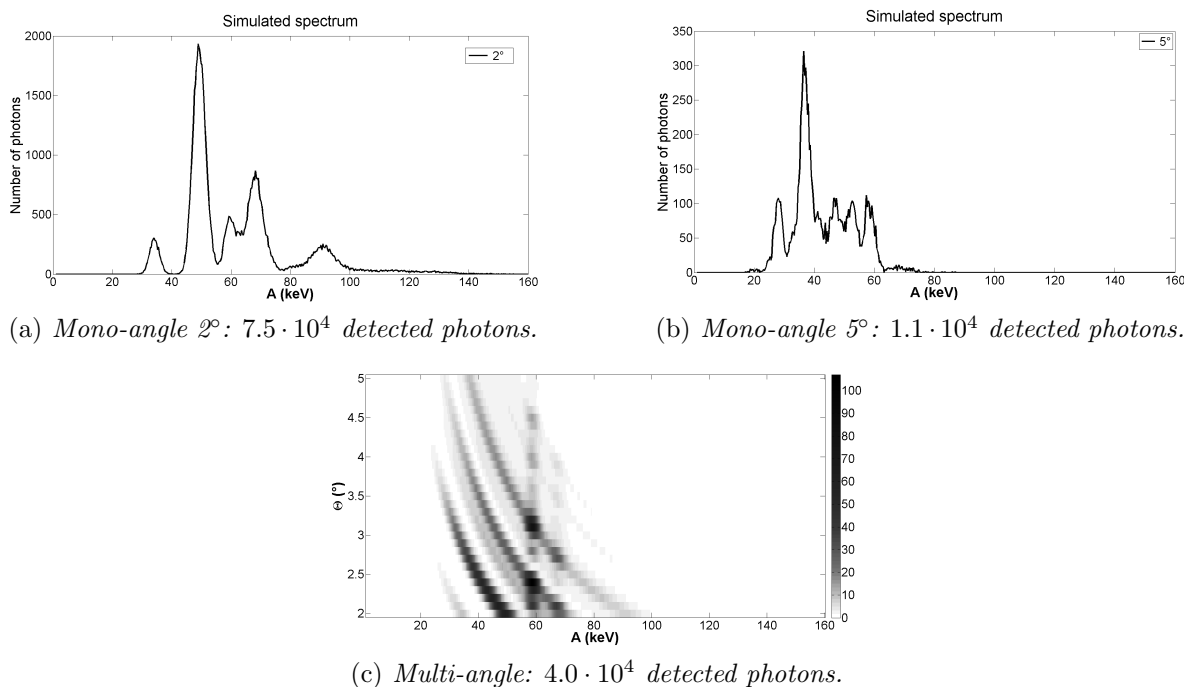 Simulated spectrum
2000
1500
1000
500
0
Number of photons
2°
0 20 40 60 80 100 120 140 160
A (keV)
(a) Mono-angle 2°: 7.5 · 10⁴ detected photons.
Simulated spectrum
350
300
250
200
150
100
50
0
Number of photons
5°
0 20 40 60 80 100 120 140 160
A (keV)
(b) Mono-angle 5°: 1.1 · 10⁴ detected photons.
5
4.5
4
3.5
3
2.5
2
Θ (°)
20 40 60 80 100 120 140 160
A (keV)
100
90
80
70
60
50
40
30
20
10
0
(c) Multi-angle: 4.0 · 10⁴ detected photons.